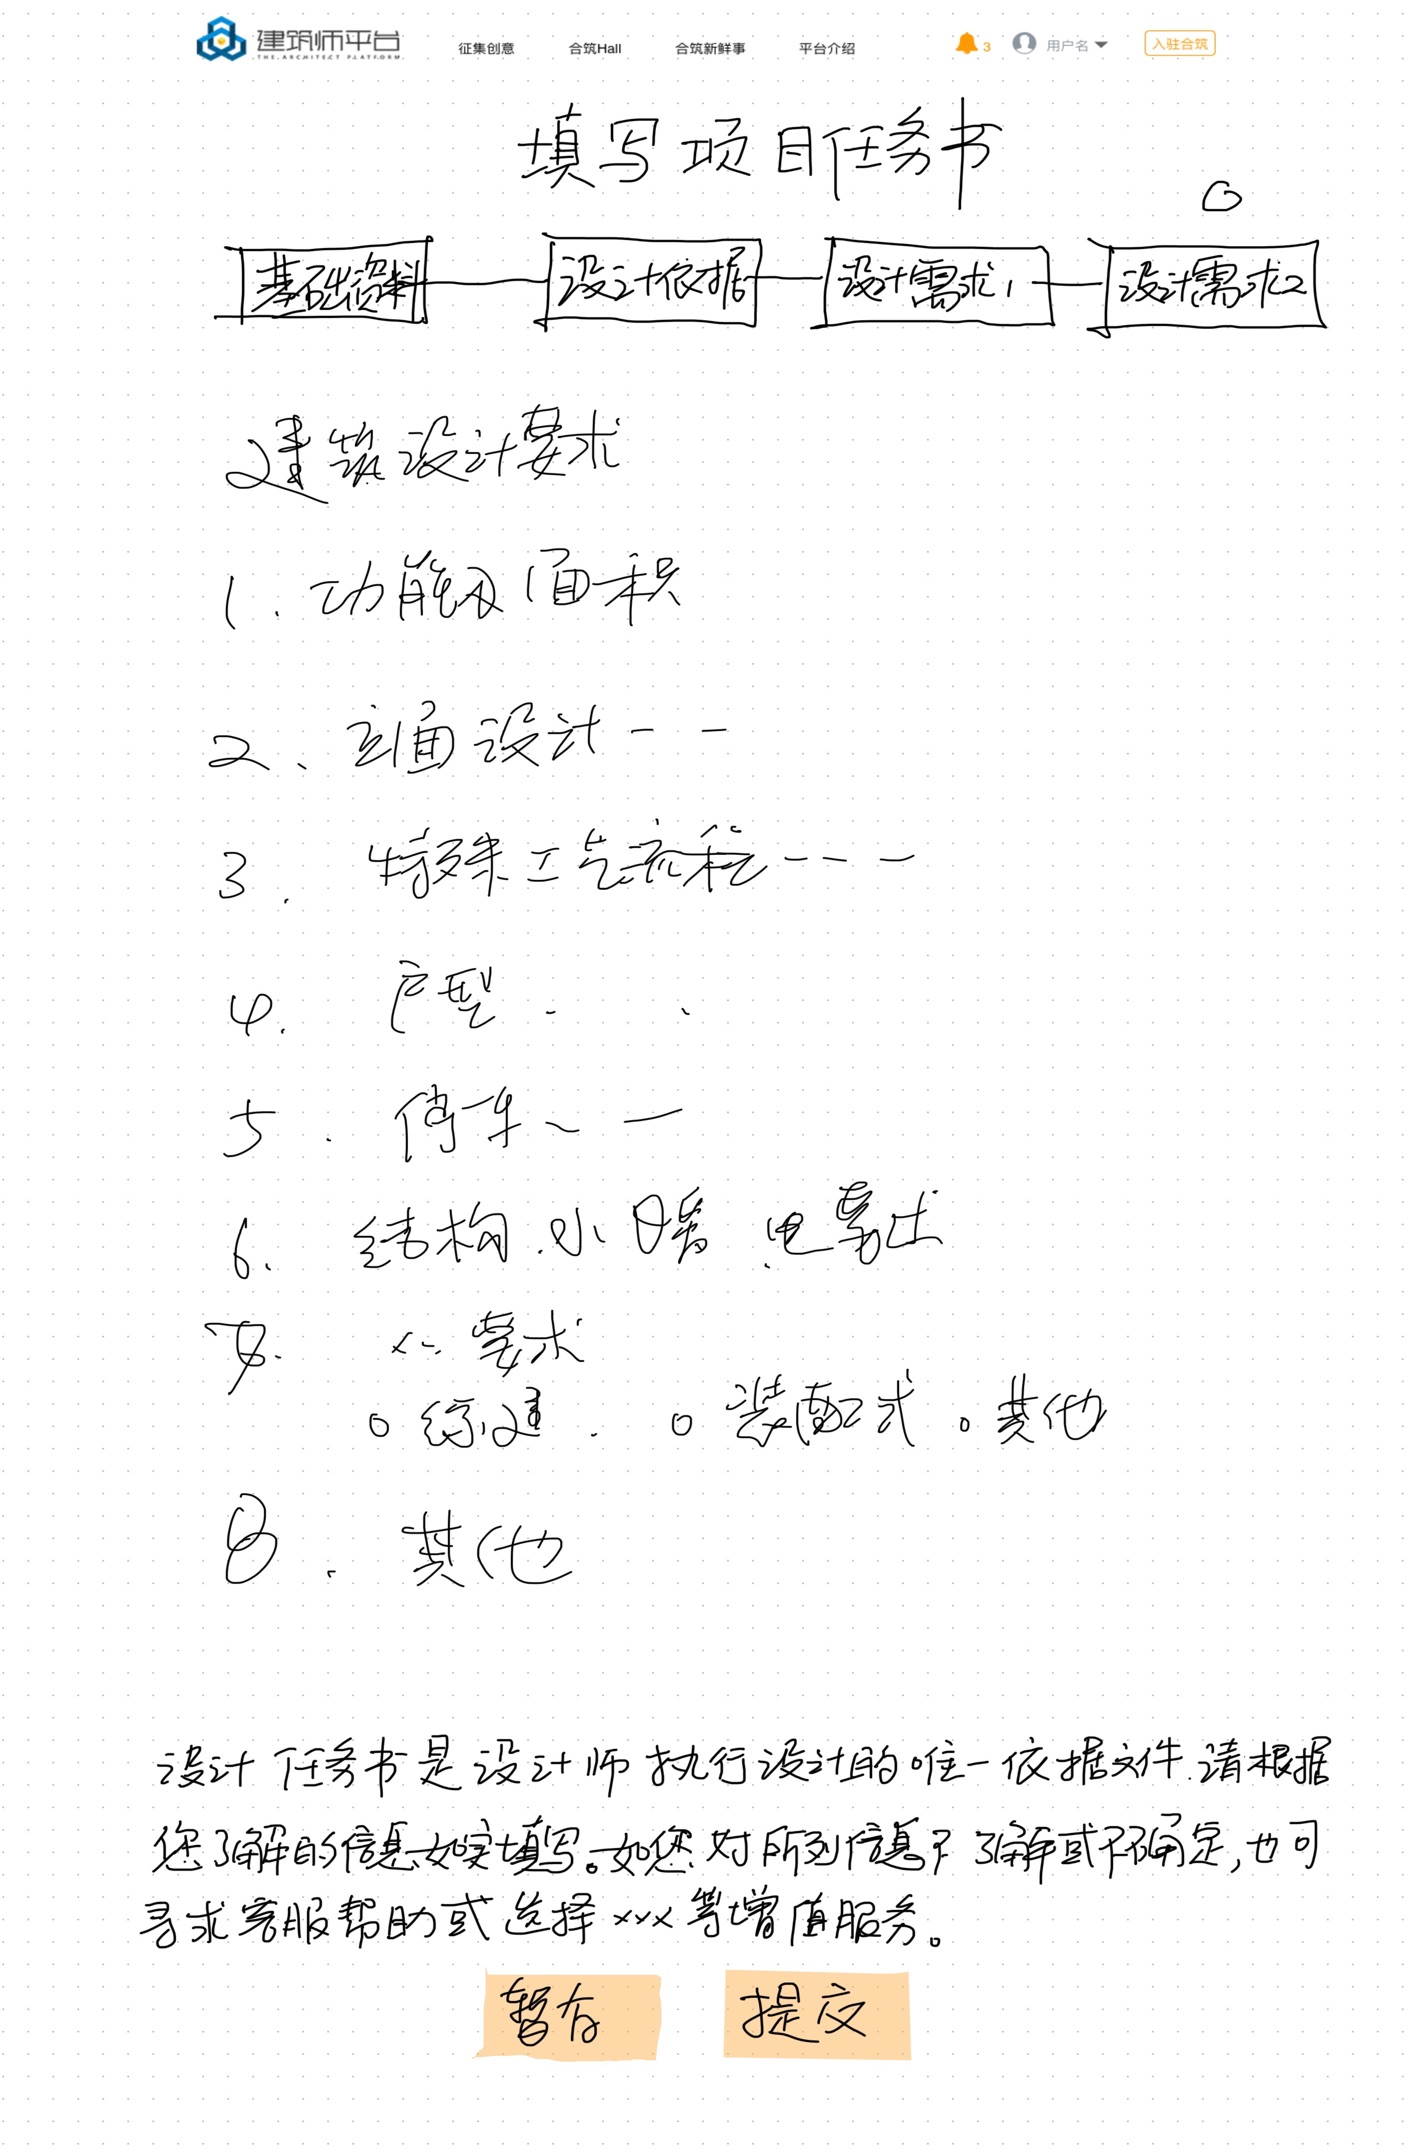 建筑师平台
THE ARCHITECT PLATFORM
征集创意 合筑Hall 合筑新鲜事 平台介绍 3 用户名 入驻合筑
填写项目任务书
基础资料 设计依据 设计需求1 设计需求2
建筑设计要求
1. 功能及面积
2、立面设计--
3. 特殊工艺流程---
4. 户型..
5. 停车--
6. 结构、水、暖、电需求
7. x-.要求
绿建. 装配式 其他
8. 其他
设计任务书是设计师执行设计的唯一依据文件.请根据
您了解的信息如实填写。如您对所列信息不了解或不确定,也可
寻求客服帮助或选择xxx等增值服务。
暂存 提交